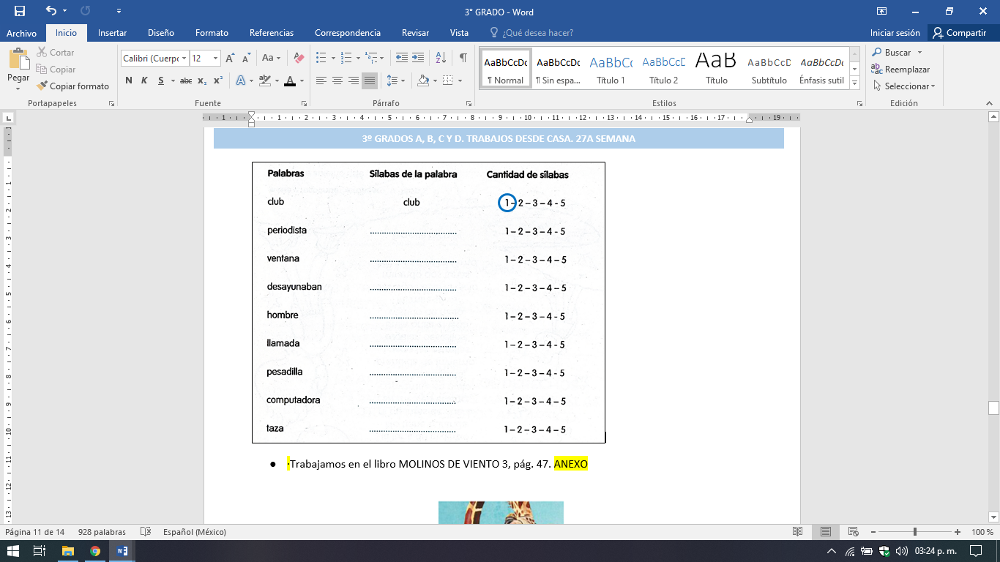 3° GRADO - Word
Archivo Inicio Insertar Diseño Formato Referencias Correspondencia Revisar Vista ¿Qué desea hacer? Iniciar sesión Compartir
Pegar
Cortar
Copiar
Copiar formato
Portapapeles
Calibri (Cuerpo 12
N K S abc x₂ x²
Fuente
Párrafo
AaBbCcDc AaBbCcDc AaBbCc AaBbCcD AaB AaBbCcD AaBbCcDc
¶ Normal ¶ Sin espa... Título 1 Título 2 Título Subtítulo Énfasis sutil
Estilos
Buscar
Reemplazar
Seleccionar
Edición
1 1 2 3 4 5 6 7 8 9 10 11 12 13 14 15 16 17 19
3º GRADOS A, B, C Y D. TRABAJOS DESDE CASA. 27A SEMANA
Palabras Sílabas de la palabra Cantidad de sílabas
club club 1 – 2 – 3 – 4 - 5
periodista .................................. 1 – 2 – 3 – 4 - 5
ventana .................................. 1 – 2 – 3 – 4 – 5
desayunaban .................................. 1 – 2 – 3 – 4 – 5
hombre .................................. 1 – 2 – 3 – 4 - 5
llamada .................................. 1 – 2 – 3 – 4 - 5
pesadilla .................................. 1 – 2 – 3 – 4 - 5
computadora .................................. 1 – 2 – 3 – 4 – 5
taza .................................. 1 – 2 – 3 – 4 – 5
● ·Trabajamos en el libro MOLINOS DE VIENTO 3, pág. 47. ANEXO
Página 11 de 14 928 palabras Español (México) 100 %
03:24 p. m.